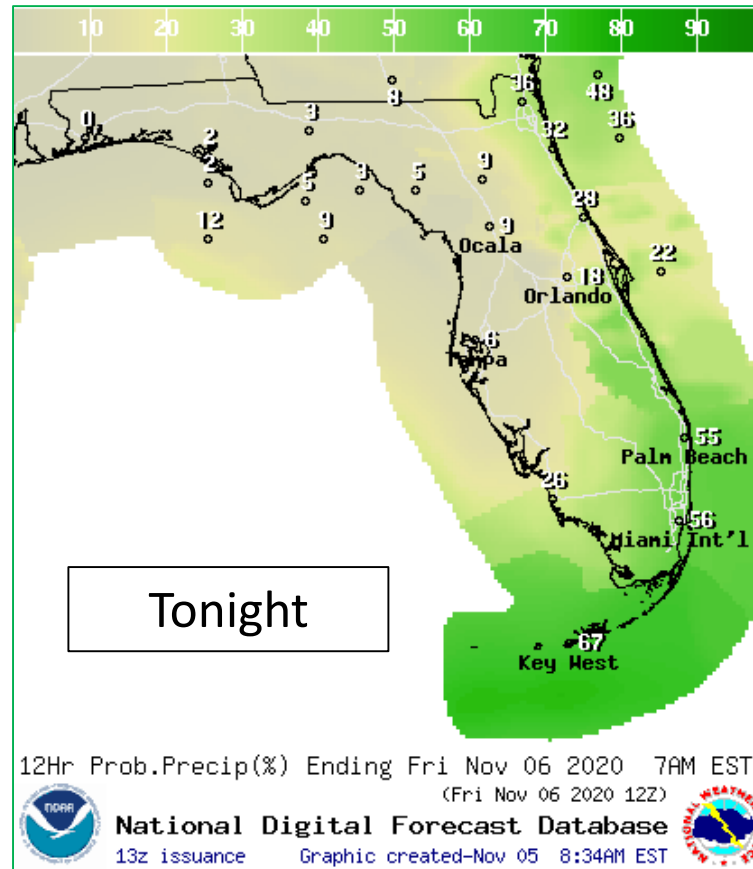 10 20 30 40 50 60 70 80 90
8 36 48
0 3 36
2 32
2 5 3 5 9
12 9 9 28
Ocala
18 22
Orlando
6
Tampa
55
Palm Beach
26
56
Miami Int'l
Tonight
67
Key West
12Hr Prob.Precip(%) Ending Fri Nov 06 2020 7AM EST
(Fri Nov 06 2020 12Z)
NOAA
National Digital Forecast Database
13z issuance Graphic created-Nov 05 8:34AM EST